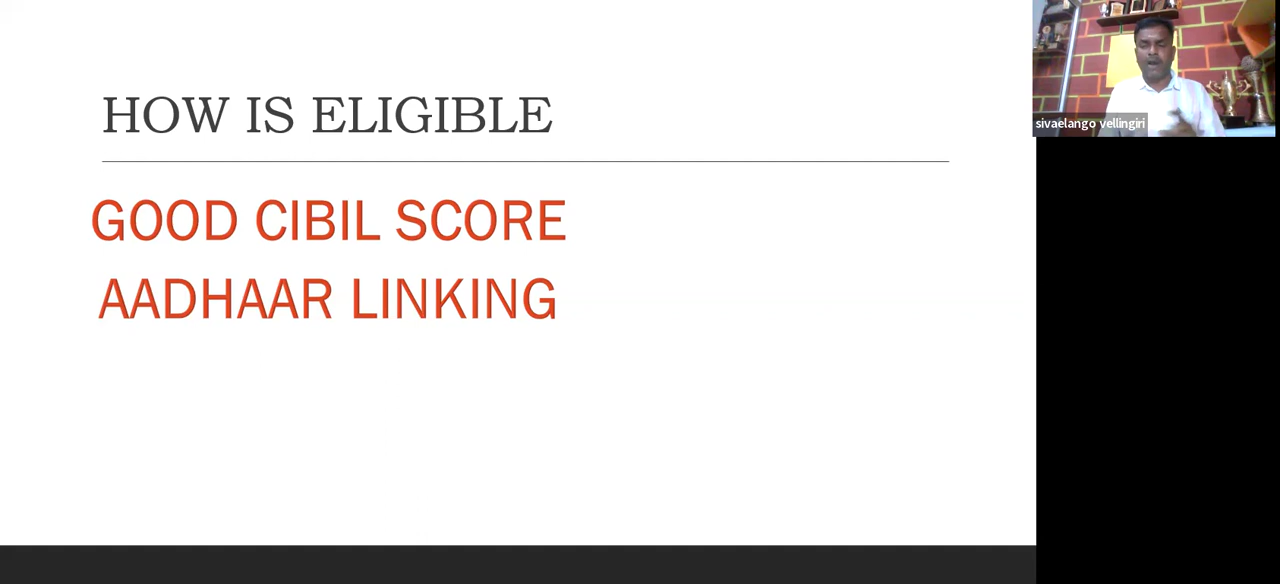 HOW IS ELIGIBLE
GOOD CIBIL SCORE
AADHAAR LINKING
sivaelango vellingiri